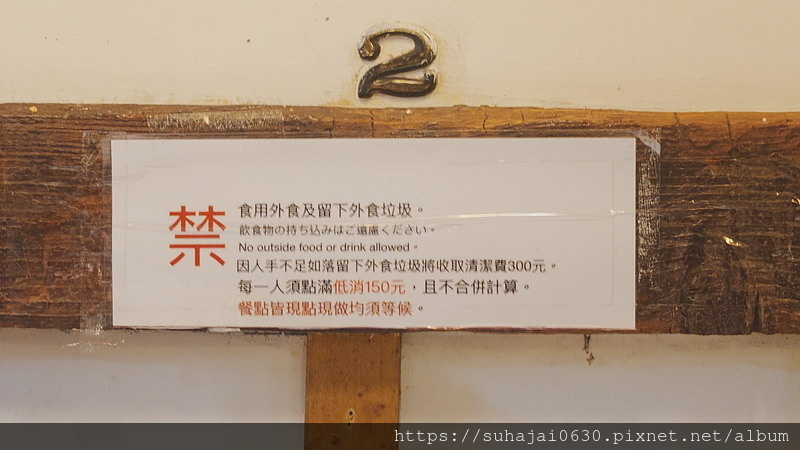 2
禁
食用外食及留下外食垃圾。
飲食物の持ち込みはご遠慮ください。
No outside food or drink allowed。
因人手不足如落留下外食垃圾將收取清潔費300元。
每一人須點滿低消150元，且不合併計算。
餐點皆現點現做均須等候。
https://suhajai0630.pixnet.net/album